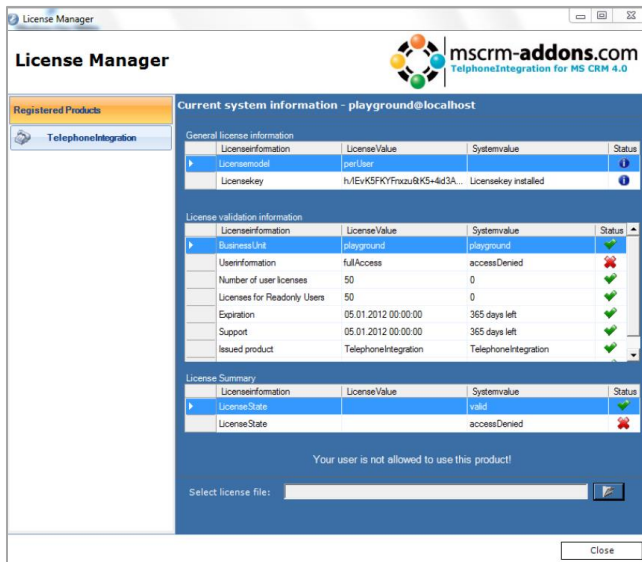 License Manager
License Manager
mscrm-addons.com
TelphoneIntegration for MS CRM 4.0
Registered Products
TelephoneIntegration
Current system information - playground@localhost
General license information
Licenseinformation LicenseValue Systemvalue Status
Licensemodel perUser
Licensekey Licensekey installed
License validation information
Licenseinformation LicenseValue Systemvalue Status
BusinessUnit playground playground
Userinformation fullAccess accessDenied
Number of user licenses 50 0
Licenses for Readonly Users 50 0
Expiration 05.01.2012 00:00:00 365 days left
Support 05.01.2012 00:00:00 365 days left
Issued product TelephoneIntegration TelephoneIntegration
License Summary
Licenseinformation LicenseValue Systemvalue Status
LicenseState valid
LicenseState accessDenied
Your user is not allowed to use this product!
Select license file:
Close